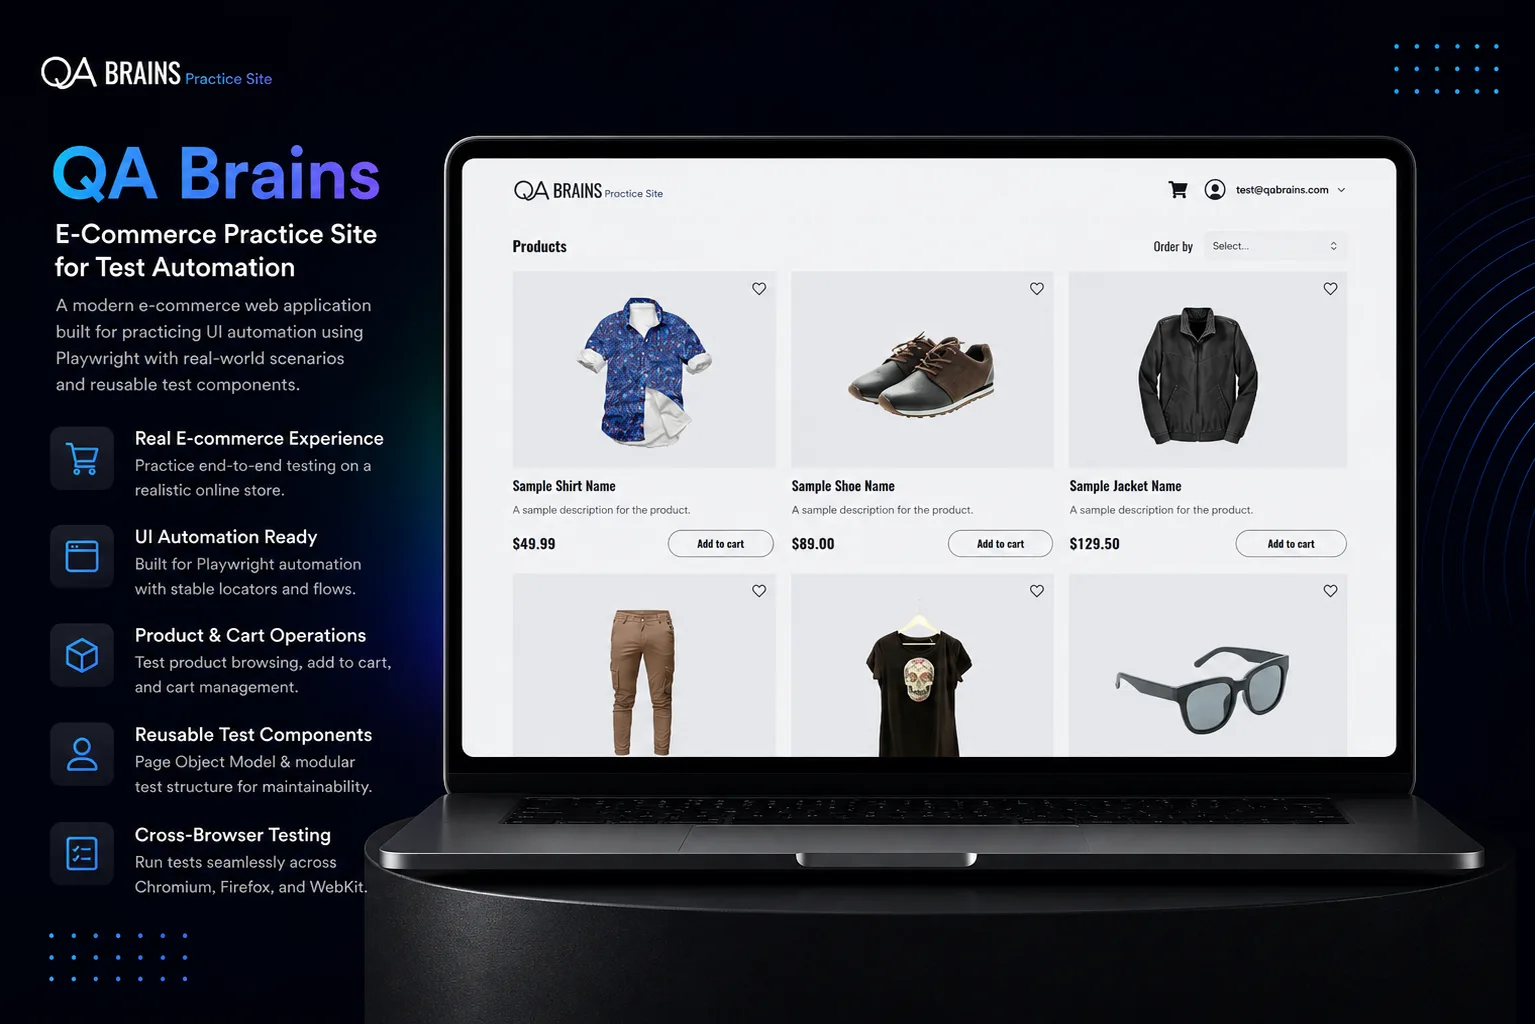 QA BRAINS Practice Site
QA Brains
E-Commerce Practice Site
for Test Automation
A modern e-commerce web application
built for practicing UI automation using
Playwright with real-world scenarios
and reusable test components.
Real E-commerce Experience
Practice end-to-end testing on a
realistic online store.
UI Automation Ready
Built for Playwright automation
with stable locators and flows.
Product & Cart Operations
Test product browsing, add to cart,
and cart management.
Reusable Test Components
Page Object Model & modular
test structure for maintainability.
Cross-Browser Testing
Run tests seamlessly across
Chromium, Firefox, and WebKit.
QA BRAINS Practice Site
test@qabrains.com
Products
Order by Select...
Sample Shirt Name
A sample description for the product.
$49.99 Add to cart
Sample Shoe Name
A sample description for the product.
$89.00 Add to cart
Sample Jacket Name
A sample description for the product.
$129.50 Add to cart